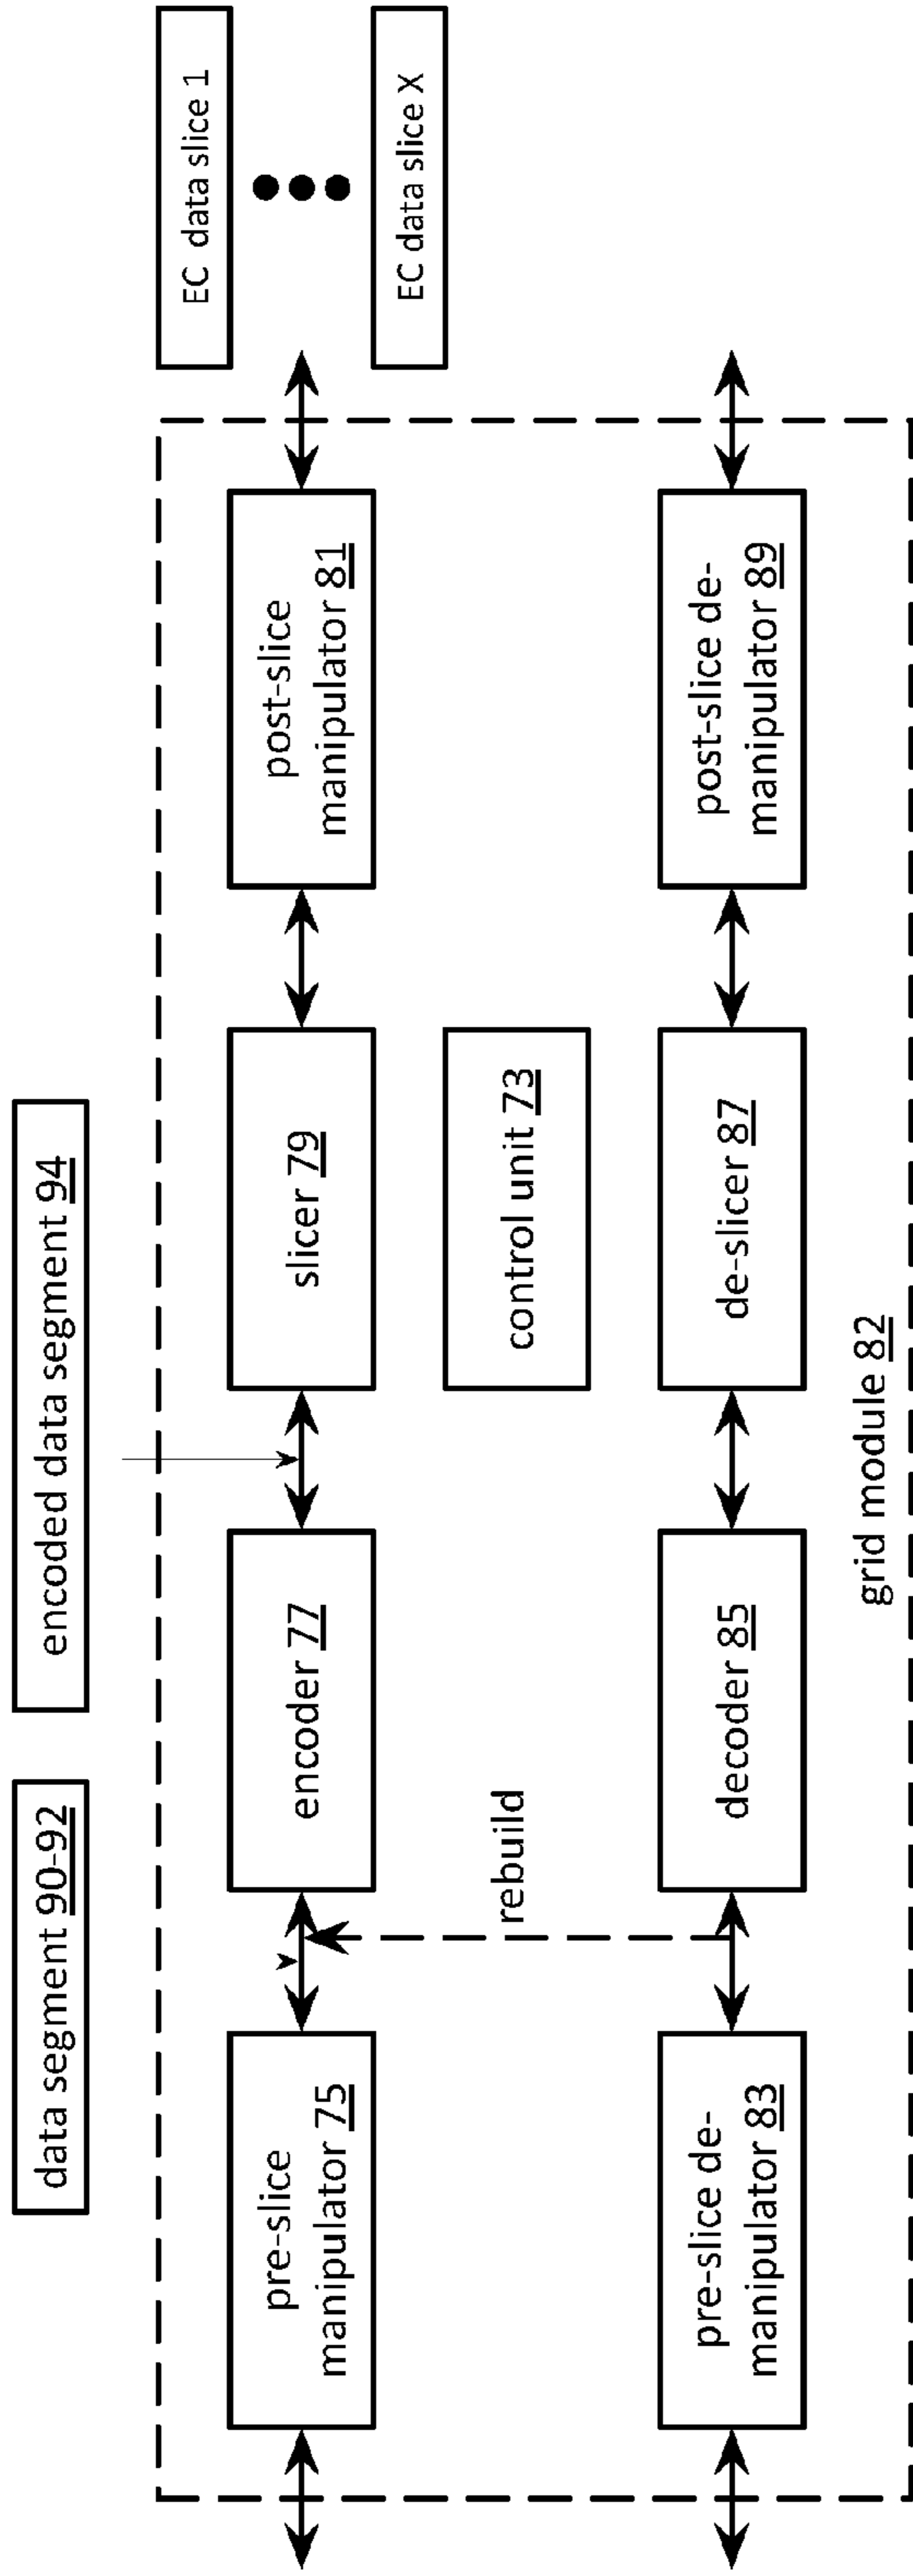 data segment 90-92
encoded data segment 94
EC data slice 1
EC data slice X
pre-slice
manipulator 75
encoder 77
slicer 79
post-slice
manipulator 81
rebuild
control unit 73
pre-slice de-
manipulator 83
decoder 85
de-slicer 87
post-slice de-
manipulator 89
grid module 82